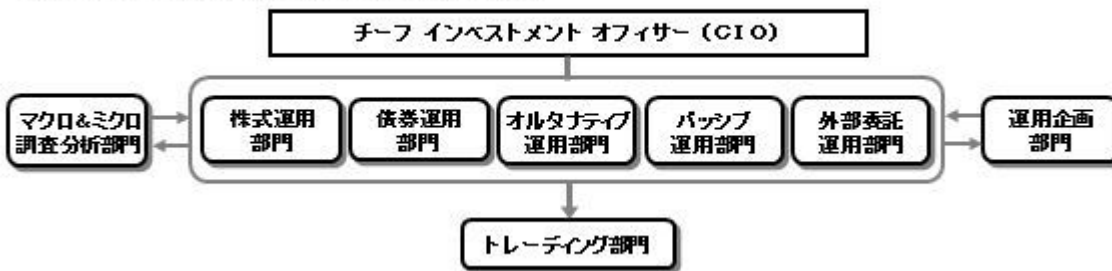 チーフ インベストメント オフィサー (CIO)
マクロ&ミクロ
調査分析部門
株式運用
部門
債券運用
部門
オルタナティブ
運用部門
パッシブ
運用部門
外部委託
運用部門
運用企画
部門
トレーディング部門